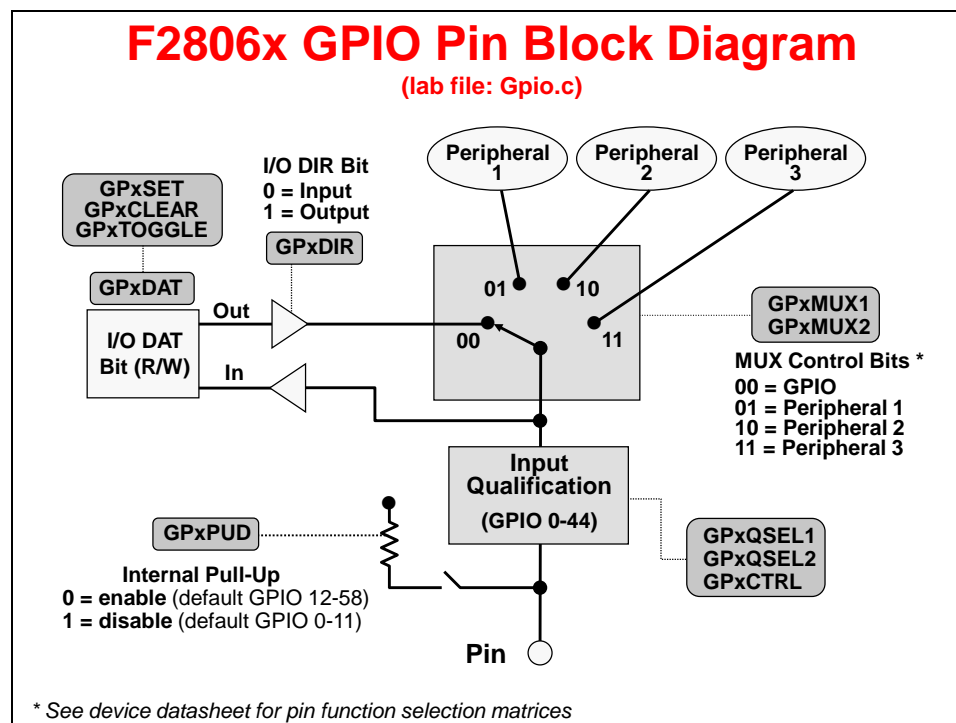 F2806x GPIO Pin Block Diagram
(lab file: Gpio.c)
Peripheral
1
Peripheral
2
Peripheral
3
I/O DIR Bit
0 = Input
1 = Output
GPxSET
GPxCLEAR
GPxTOGGLE
GPxDIR
GPxDAT
01
10
Out
I/O DAT
Bit (R/W)
00
11
In
GPxMUX1
GPxMUX2
MUX Control Bits *
00 = GPIO
01 = Peripheral 1
10 = Peripheral 2
11 = Peripheral 3
Input
Qualification
(GPIO 0-44)
GPxPUD
Internal Pull-Up
0 = enable (default GPIO 12-58)
1 = disable (default GPIO 0-11)
GPxQSEL1
GPxQSEL2
GPxCTRL
Pin
* See device datasheet for pin function selection matrices